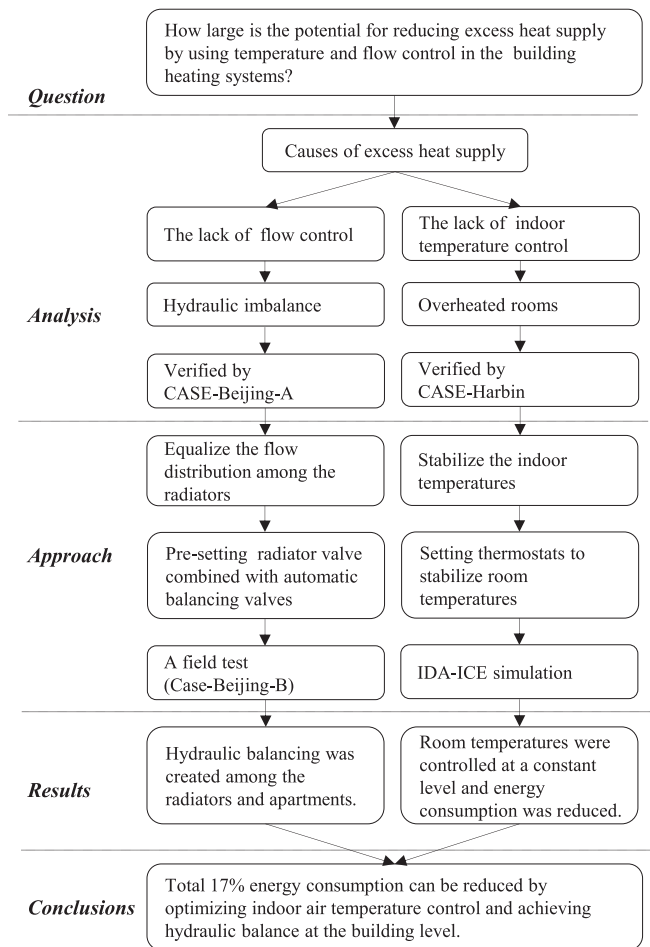 How large is the potential for reducing excess heat supply
by using temperature and flow control in the building
heating systems?
Question
Causes of excess heat supply
The lack of flow control
The lack of indoor
temperature control
Analysis
Hydraulic imbalance
Overheated rooms
Verified by
CASE-Beijing-A
Verified by
CASE-Harbin
Equalize the flow
distribution among the
radiators
Stabilize the indoor
temperatures
Approach
Pre-setting radiator valve
combined with automatic
balancing valves
Setting thermostats to
stabilize room
temperatures
A field test
(Case-Beijing-B)
IDA-ICE simulation
Results
Hydraulic balancing was
created among the
radiators and apartments.
Room temperatures were
controlled at a constant
level and energy
consumption was reduced.
Conclusions
Total 17% energy consumption can be reduced by
optimizing indoor air temperature control and achieving
hydraulic balance at the building level.